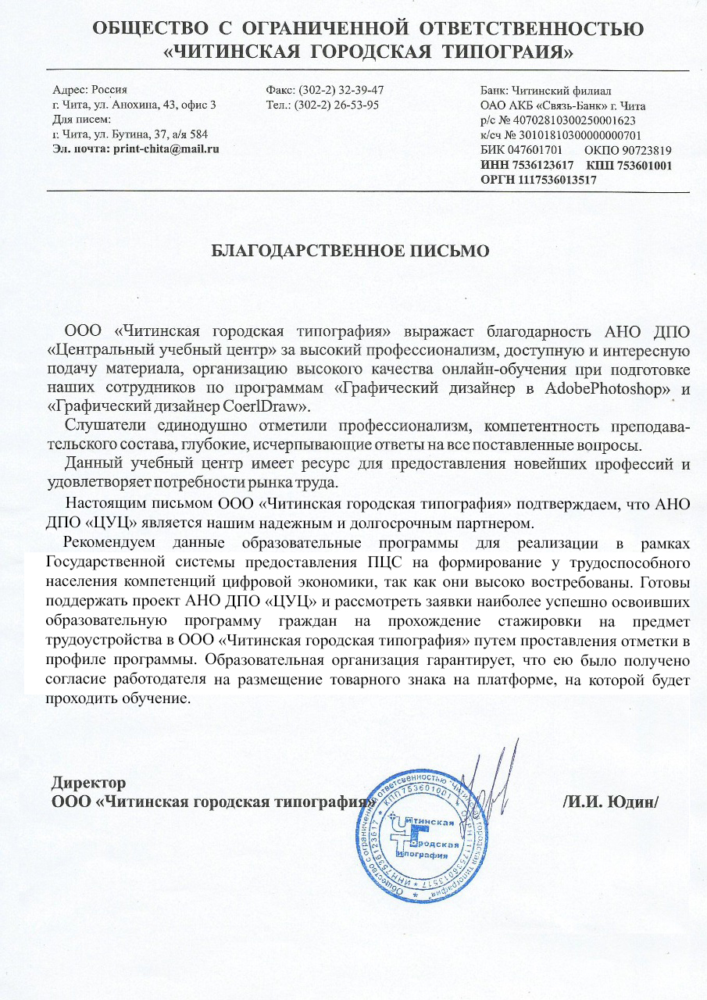 ОБЩЕСТВО С ОГРАНИЧЕННОЙ ОТВЕТСТВЕННОСТЬЮ
«ЧИТИНСКАЯ ГОРОДСКАЯ ТИПОГРАИЯ»
Адрес: Россия
г. Чита, ул. Анохина, 43, офис 3
Для писем:
г. Чита, ул. Бутина, 37, а/я 584
Эл. почта: print-chita@mail.ru
Факс: (302-2) 32-39-47
Тел.: (302-2) 26-53-95
Банк: Читинский филиал
ОАО АКБ «Связь-Банк» г. Чита
р/с № 40702810300250001623
к/сч № 30101810300000000701
БИК 047601701 ОКПО 90723819
ИНН 7536123617 КПП 753601001
ОРГН 1117536013517
БЛАГОДАРСТВЕННОЕ ПИСЬМО
ООО «Читинская городская типография» выражает благодарность АНО ДПО
«Центральный учебный центр» за высокий профессионализм, доступную и интересную
подачу материала, организацию высокого качества онлайн-обучения при подготовке
наших сотрудников по программам «Графический дизайнер в AdobePhotoshop» и
«Графический дизайнер CoerlDraw».
Слушатели единодушно отметили профессионализм, компетентность преподава-
тельского состава, глубокие, исчерпывающие ответы на все поставленные вопросы.
Данный учебный центр имеет ресурс для предоставления новейших профессий и
удовлетворяет потребности рынка труда.
Настоящим письмом ООО «Читинская городская типография» подтверждаем, что АНО
ДПО «ЦУЦ» является нашим надежным и долгосрочным партнером.
Рекомендуем данные образовательные программы для реализации в рамках
Государственной системы предоставления ПЦС на формирование у трудоспособного
населения компетенций цифровой экономики, так как они высоко востребованы. Готовы
поддержать проект АНО ДПО «ЦУЦ» и рассмотреть заявки наиболее успешно освоивших
образовательную программу граждан на прохождение стажировки на предмет
трудоустройства в ООО «Читинская городская типография» путем проставления отметки в
профиле программы. Образовательная организация гарантирует, что ею было получено
согласие работодателя на размещение товарного знака на платформе, на которой будет
проходить обучение.
Директор
ООО «Читинская городская типография»
/И.И. Юдин/
Общество с ограниченной ответсвенностью "Читинская городская типография" *
ИНН7536123617 * КПП753601001 * ОГРН1117536013517 *
Читинская
Городская
Типография